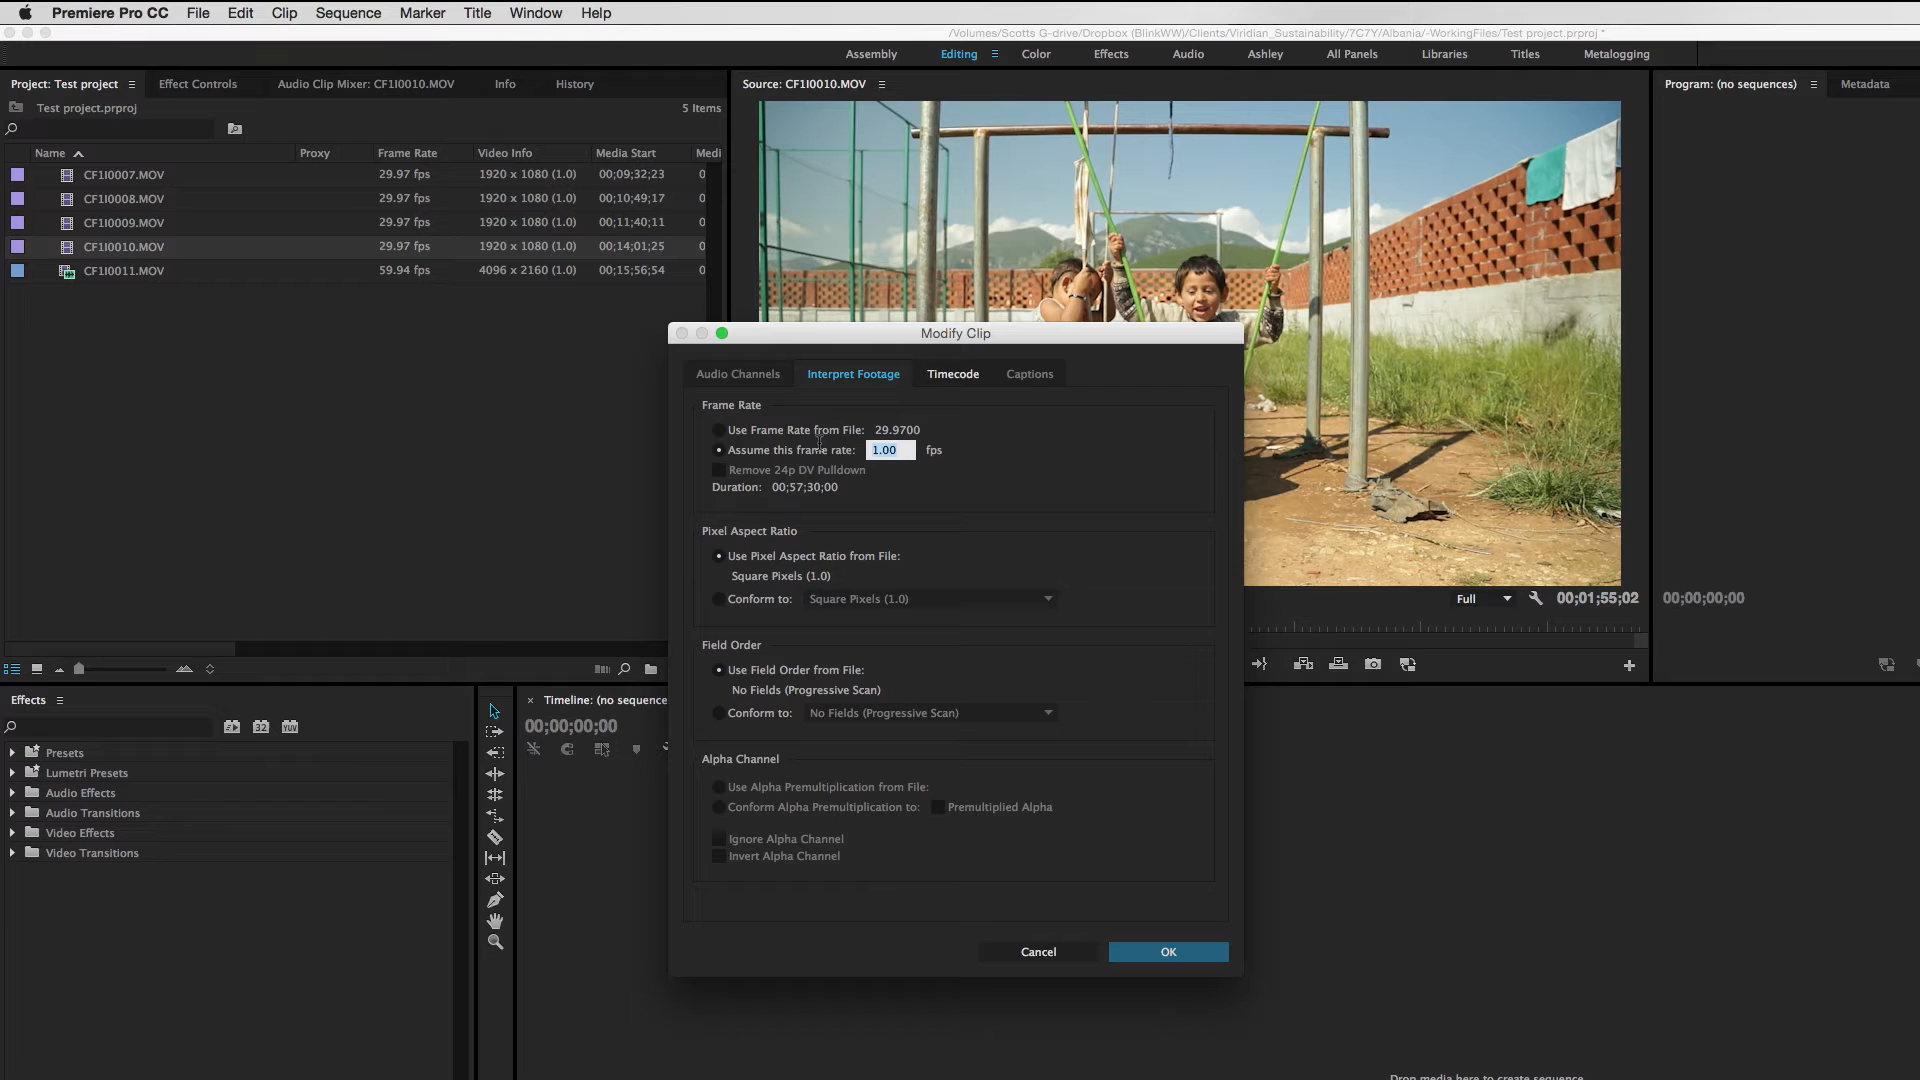 Premiere Pro CC File Edit Clip Sequence Marker Title Window Help
/Volumes/Scotts G-drive/Dropbox (BlinkWW)/Clients/Viridian_Sustainability/7C7Y/Albania/-WorkingFiles/Test project.prproj *
Assembly Editing Color Effects Audio Ashley All Panels Libraries Titles Metalogging
Project: Test project Effect Controls Audio Clip Mixer: CF1I0010.MOV Info History
Source: CF1I0010.MOV
Program: (no sequences) Metadata
Test project.prproj 5 Items
Name Proxy Frame Rate Video Info Media Start Medi
CF1I0007.MOV 29.97 fps 1920 x 1080 (1.0) 00;09;32;23 0
CF1I0008.MOV 29.97 fps 1920 x 1080 (1.0) 00;10;49;17 0
CF1I0009.MOV 29.97 fps 1920 x 1080 (1.0) 00;11;40;11 0
CF1I0010.MOV 29.97 fps 1920 x 1080 (1.0) 00;14;01;25 0
CF1I0011.MOV 59.94 fps 4096 x 2160 (1.0) 00;15;56;54 0
Modify Clip
Audio Channels Interpret Footage Timecode Captions
Frame Rate
Use Frame Rate from File: 29.9700
Assume this frame rate: 1.00 fps
Remove 24p DV Pulldown
Duration: 00;57;30;00
Pixel Aspect Ratio
Use Pixel Aspect Ratio from File:
Square Pixels (1.0)
Conform to: Square Pixels (1.0)
Field Order
Use Field Order from File:
No Fields (Progressive Scan)
Conform to: No Fields (Progressive Scan)
Alpha Channel
Use Alpha Premultiplication from File:
Conform Alpha Premultiplication to: Premultiplied Alpha
Ignore Alpha Channel
Invert Alpha Channel
Cancel OK
Full 00;01;55;02
00;00;00;00
Effects
32 YUV
Presets
Lumetri Presets
Audio Effects
Audio Transitions
Video Effects
Video Transitions
× Timeline: (no sequence
00;00;00;00
Drop media here to create sequence.